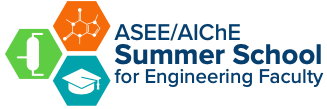 ASEE/AIChE
Summer School
for Engineering Faculty